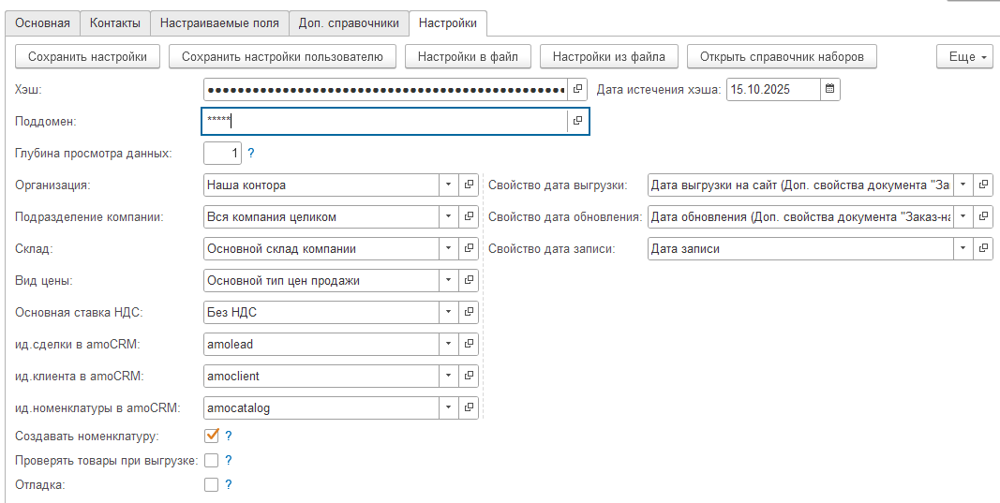 Основная Контакты Настраиваемые поля Доп. справочники Настройки
Сохранить настройки Сохранить настройки пользователю Настройки в файл Настройки из файла Открыть справочник наборов Еще
Хэш: ●●●●●●●●●●●●●●●●●●●●●●●●●●●●●●●●●●●●●●●●●●●●●●●● Дата истечения хэша: 15.10.2025
Поддомен: *****
Глубина просмотра данных: 1 ?
Организация: Наша контора Свойство дата выгрузки: Дата выгрузки на сайт (Доп. свойства документа "За
Подразделение компании: Вся компания целиком Свойство дата обновления: Дата обновления (Доп. свойства документа "Заказ-на
Склад: Основной склад компании Свойство дата записи: Дата записи
Вид цены: Основной тип цен продажи
Основная ставка НДС: Без НДС
ид.сделки в amoCRM: amolead
ид.клиента в amoCRM: amoclient
ид.номенклатуры в amoCRM: amocatalog
Создавать номенклатуру: ?
Проверять товары при выгрузке: ?
Отладка: ?